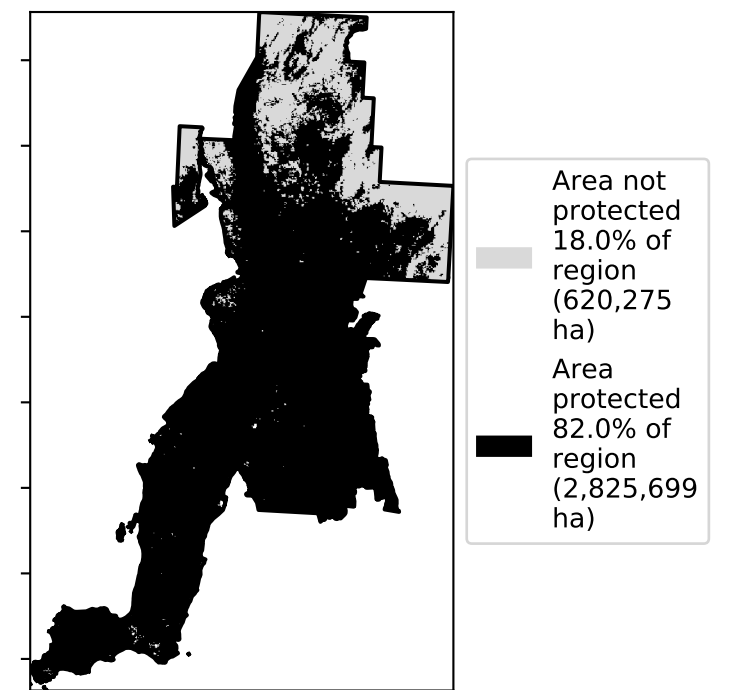 Area not
protected
18.0% of
region
(620,275
ha)
Area
protected
82.0% of
region
(2,825,699
ha)